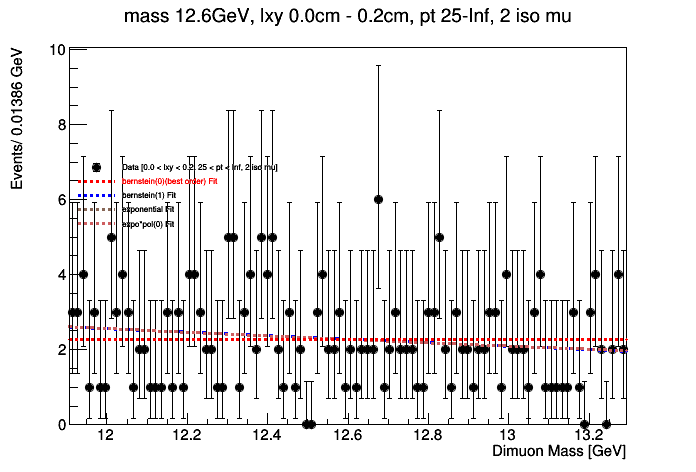 mass 12.6GeV, lxy 0.0cm - 0.2cm, pt 25-Inf, 2 iso mu
Events/ 0.01386 GeV
10
8
6
4
2
0
Data [0.0 < lxy < 0.2, 25 < pt < Inf, 2 iso mu]
bernstein(0)(best order) Fit
bernstein(1) Fit
exponential Fit
expo*pol(0) Fit
12 12.2 12.4 12.6 12.8 13 13.2
Dimuon Mass [GeV]